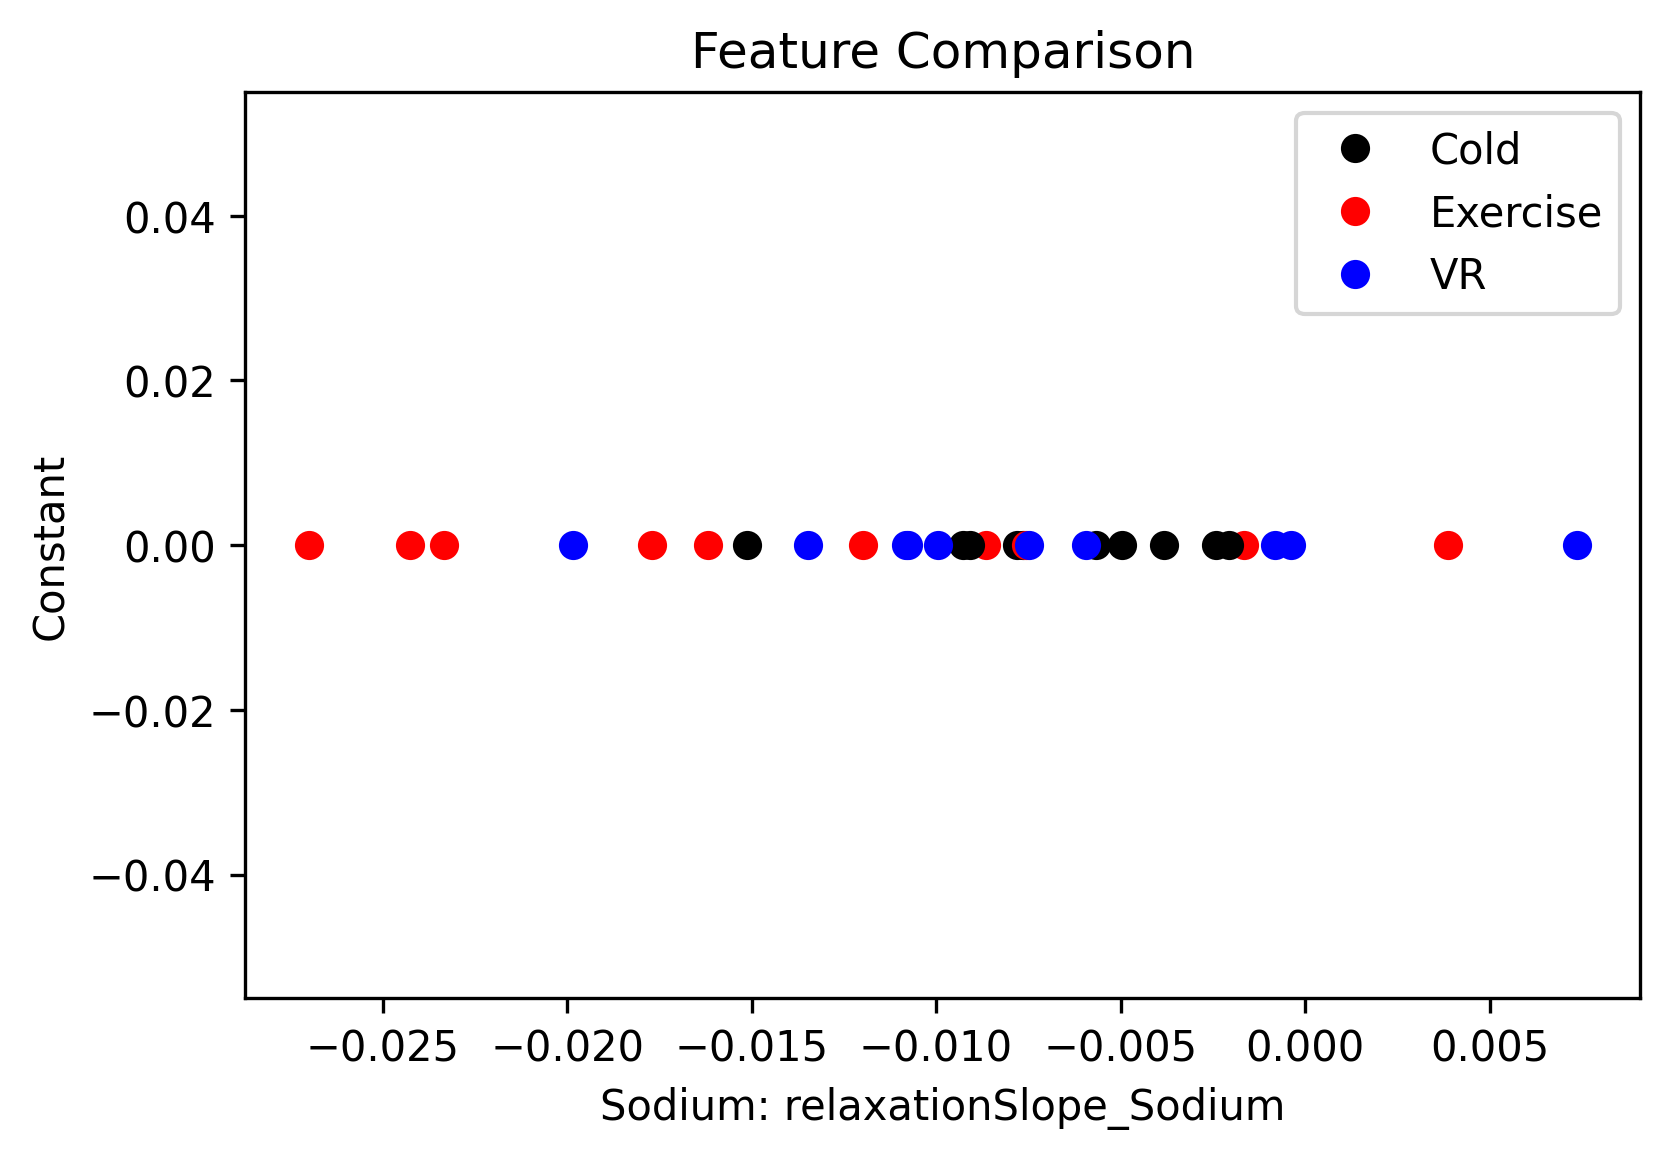 Feature Comparison
Cold
Exercise
VR
0.04
0.02
0.00
−0.02
−0.04
Constant
−0.025
−0.020
−0.015
−0.010
−0.005
0.000
0.005
Sodium: relaxationSlope_Sodium